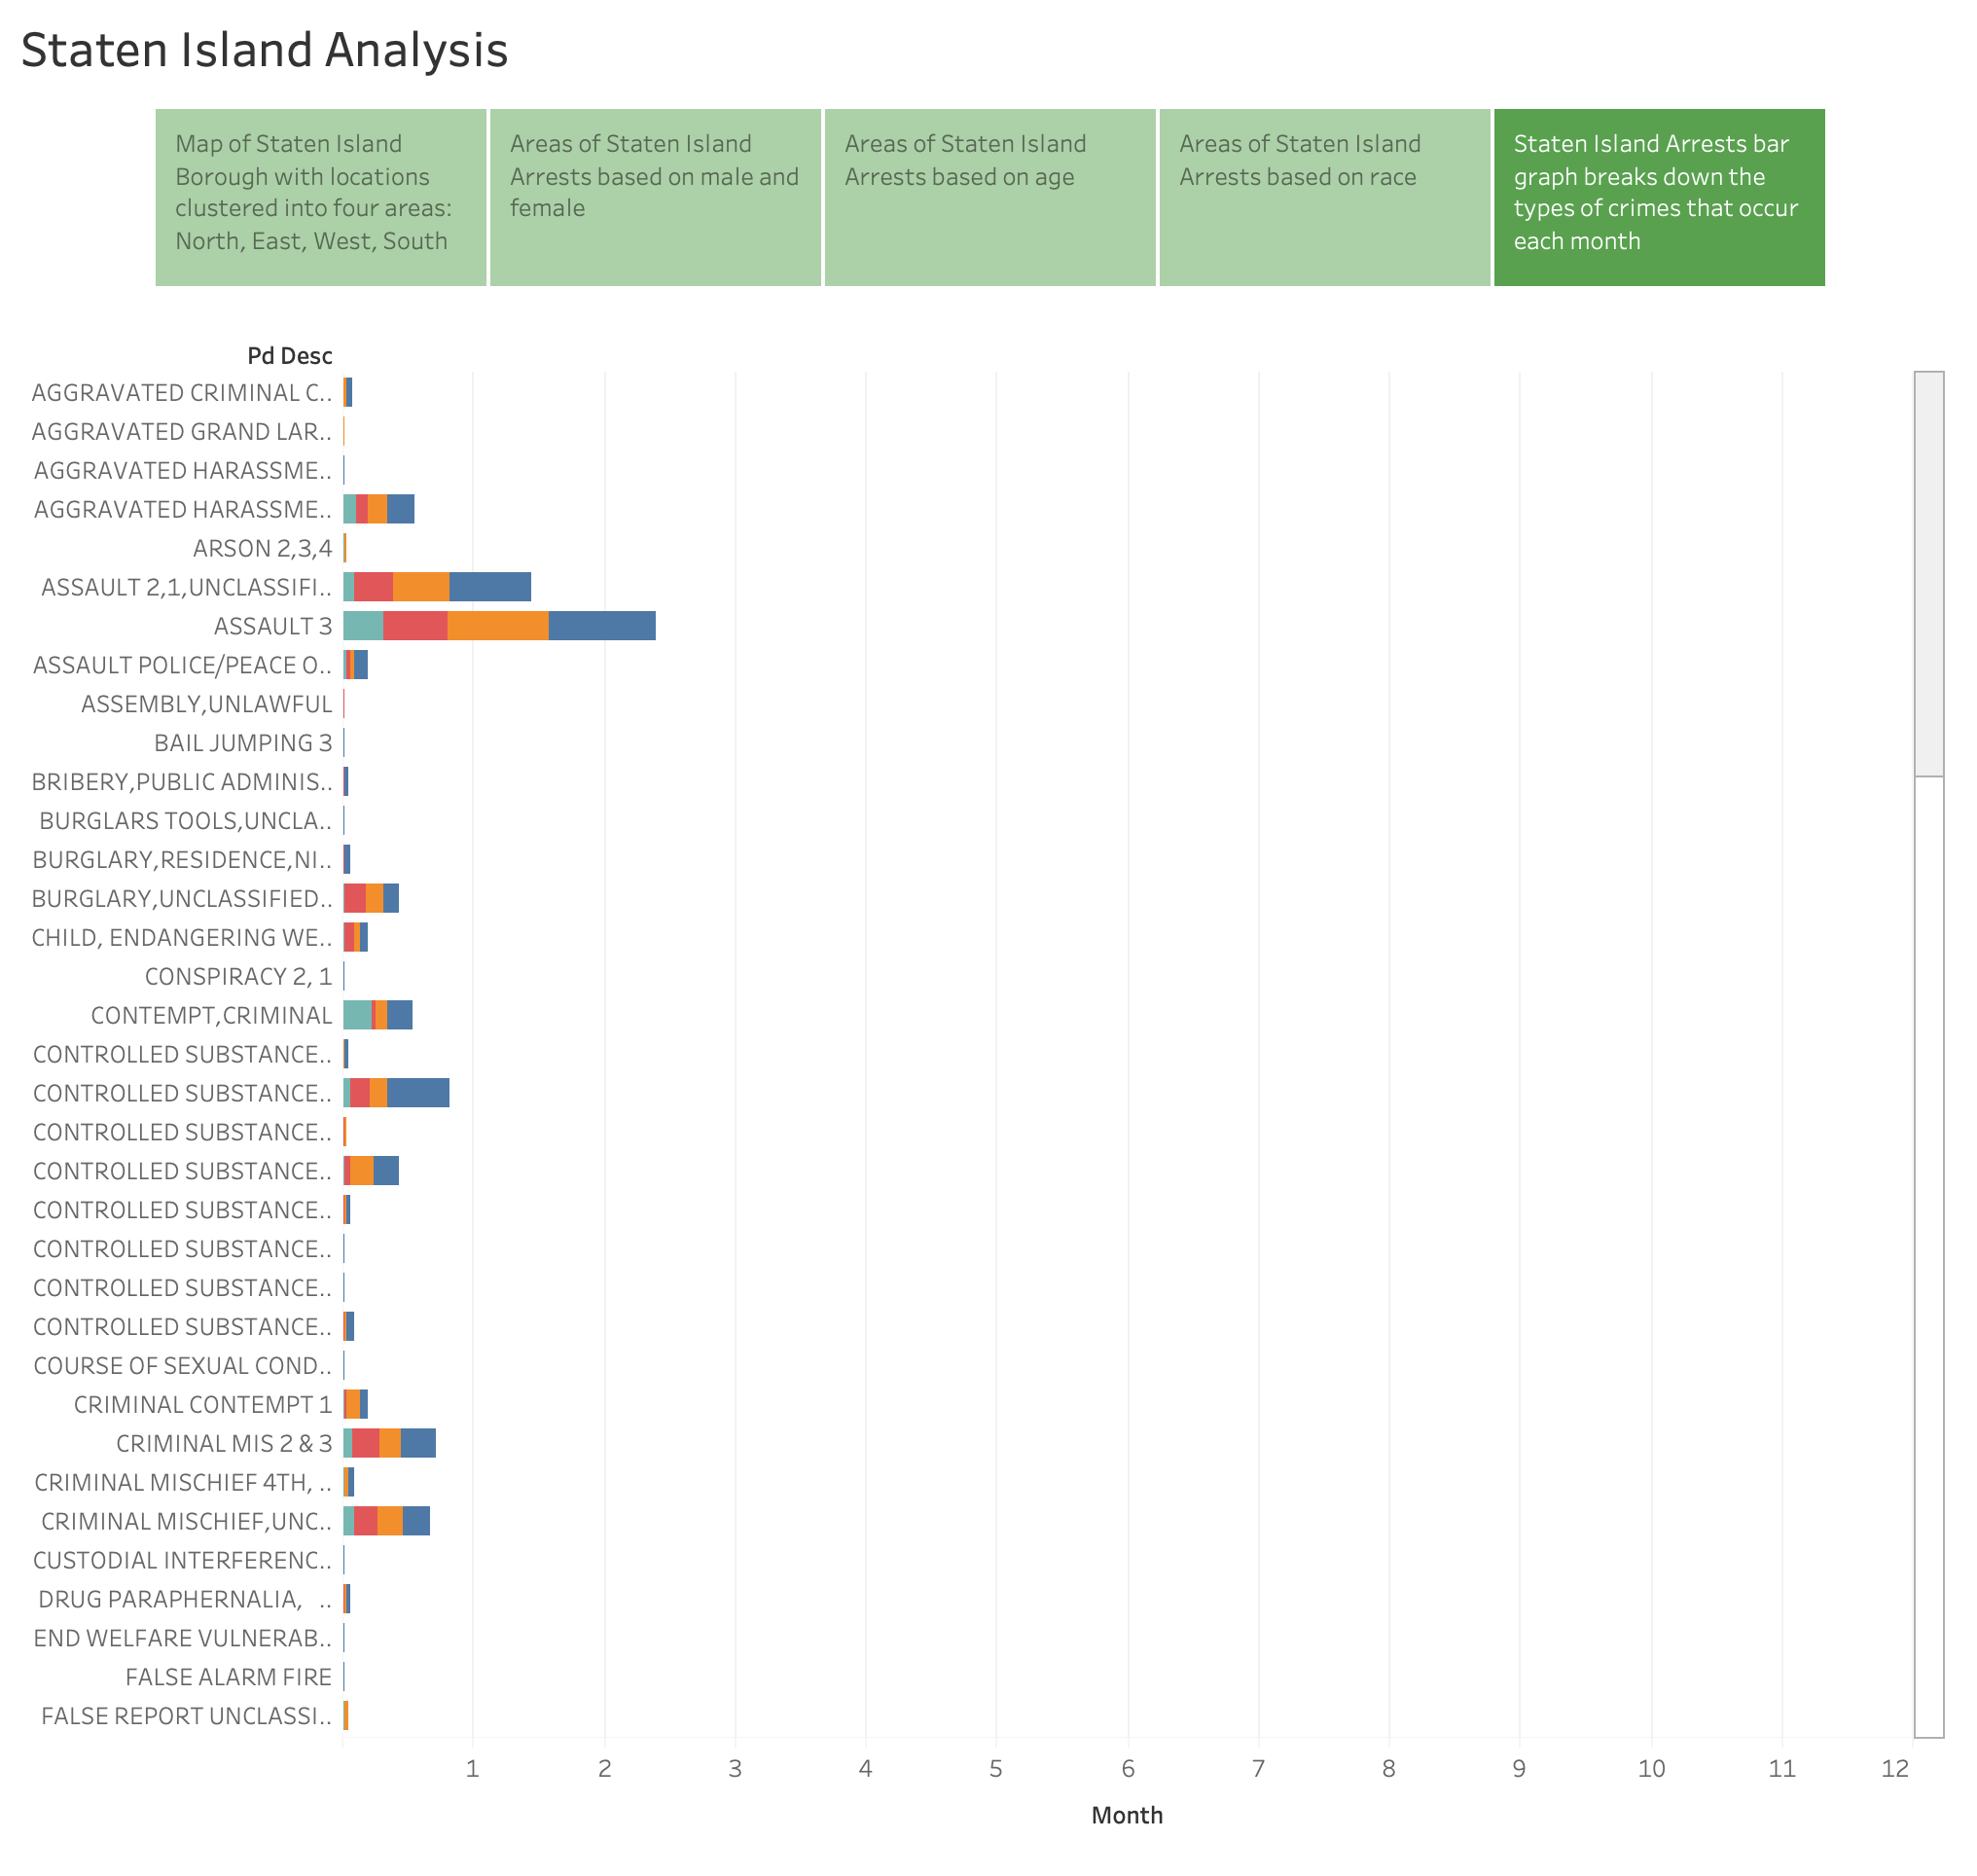 Staten Island Analysis
Map of Staten Island
Borough with locations
clustered into four areas:
North, East, West, South
Areas of Staten Island
Arrests based on male and
female
Areas of Staten Island
Arrests based on age
Areas of Staten Island
Arrests based on race
Staten Island Arrests bar
graph breaks down the
types of crimes that occur
each month
Pd Desc
AGGRAVATED CRIMINAL C..
AGGRAVATED GRAND LAR..
AGGRAVATED HARASSME..
AGGRAVATED HARASSME..
ARSON 2,3,4
ASSAULT 2,1,UNCLASSIFI..
ASSAULT 3
ASSAULT POLICE/PEACE O..
ASSEMBLY,UNLAWFUL
BAIL JUMPING 3
BRIBERY,PUBLIC ADMINIS..
BURGLARS TOOLS,UNCLA..
BURGLARY,RESIDENCE,NI..
BURGLARY,UNCLASSIFIED..
CHILD, ENDANGERING WE..
CONSPIRACY 2, 1
CONTEMPT,CRIMINAL
CONTROLLED SUBSTANCE..
CONTROLLED SUBSTANCE..
CONTROLLED SUBSTANCE..
CONTROLLED SUBSTANCE..
CONTROLLED SUBSTANCE..
CONTROLLED SUBSTANCE..
CONTROLLED SUBSTANCE..
CONTROLLED SUBSTANCE..
COURSE OF SEXUAL COND..
CRIMINAL CONTEMPT 1
CRIMINAL MIS 2 & 3
CRIMINAL MISCHIEF 4TH, ..
CRIMINAL MISCHIEF,UNC..
CUSTODIAL INTERFERENC..
DRUG PARAPHERNALIA, ..
END WELFARE VULNERAB..
FALSE ALARM FIRE
FALSE REPORT UNCLASSI..
1 2 3 4 5 6 7 8 9 10 11 12
Month